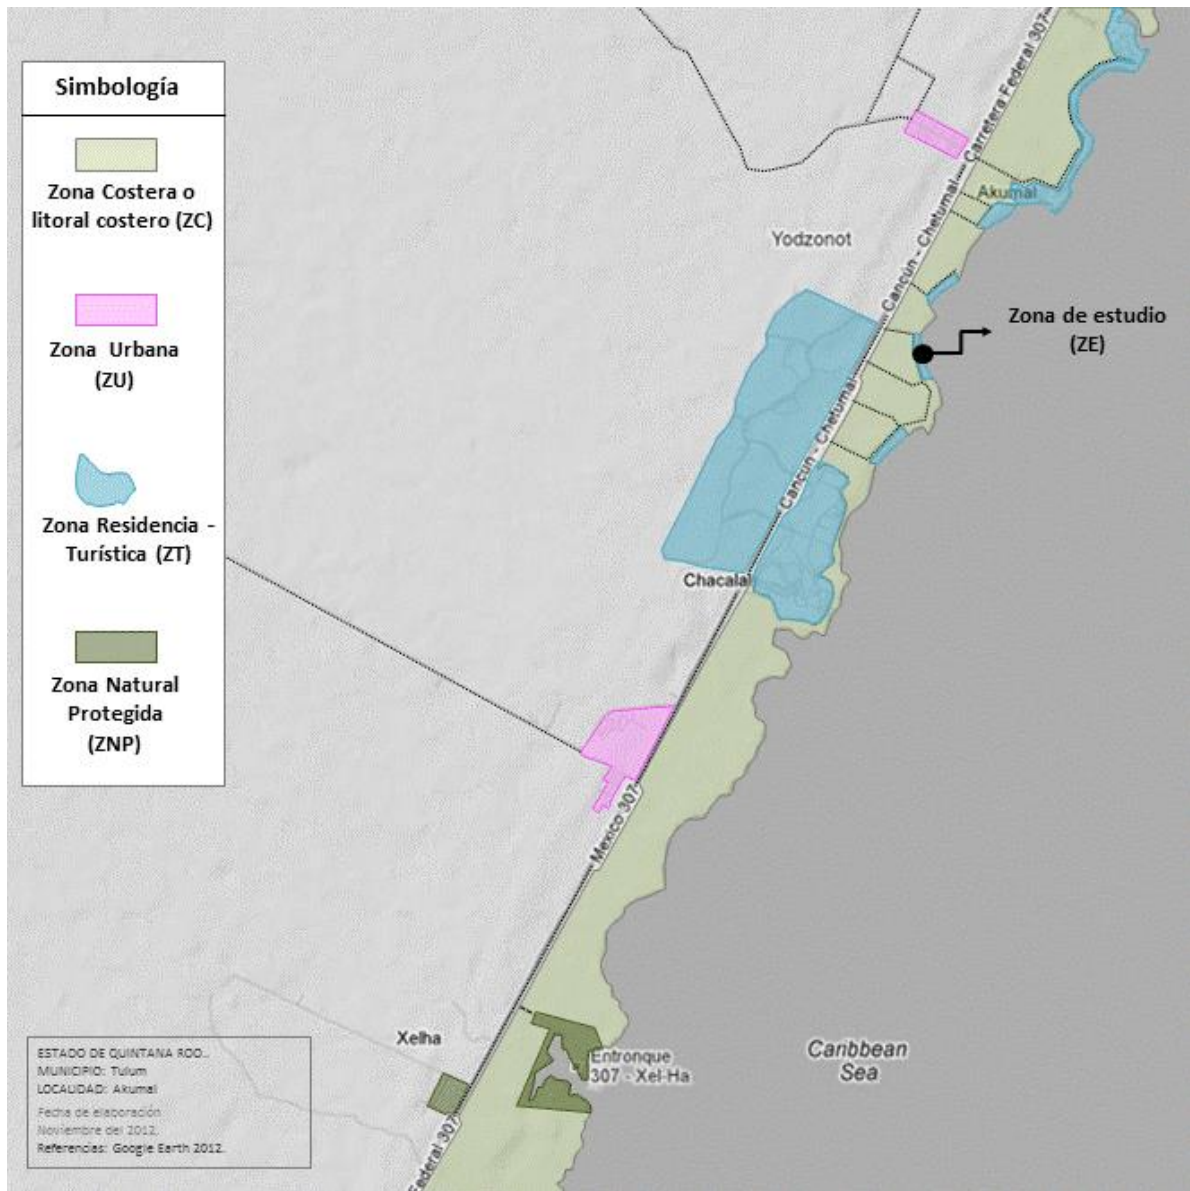 Simbología
Zona Costera o
litoral costero (ZC)
Zona Urbana
(ZU)
Zona Residencia -
Turística (ZT)
Zona Natural
Protegida
(ZNP)
Carretera Federal 307
Akumal
Cancún - Chetumal
Yodzonot
Zona de estudio
(ZE)
Cancún - Chetumal
Chacalal
Mexico 307
Xelha
Entronque
307 - Xel-Ha
Caribbean
Sea
Federal 307
ESTADO DE QUINTANA ROO..
MUNICIPIO: Tulum
LOCALIDAD: Akumal
Fecha de elaboración
Noviembre del 2012.
Referencias: Google Earth 2012.